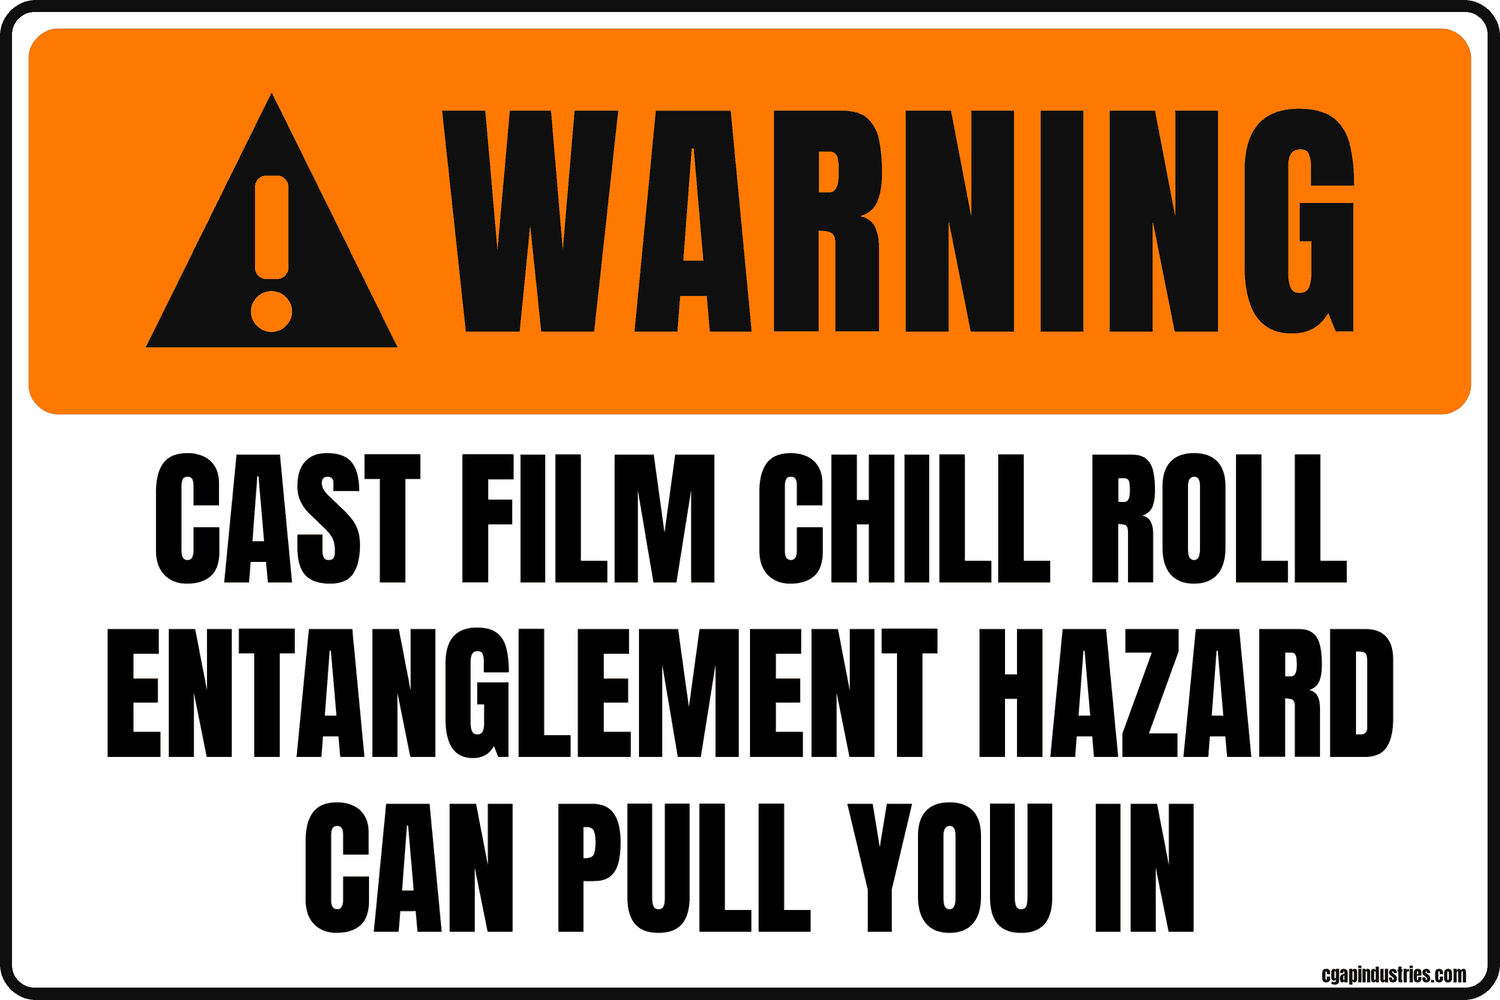 WARNING
CAST FILM CHILL ROLL
ENTANGLEMENT HAZARD
CAN PULL YOU IN
cgapindustries.com